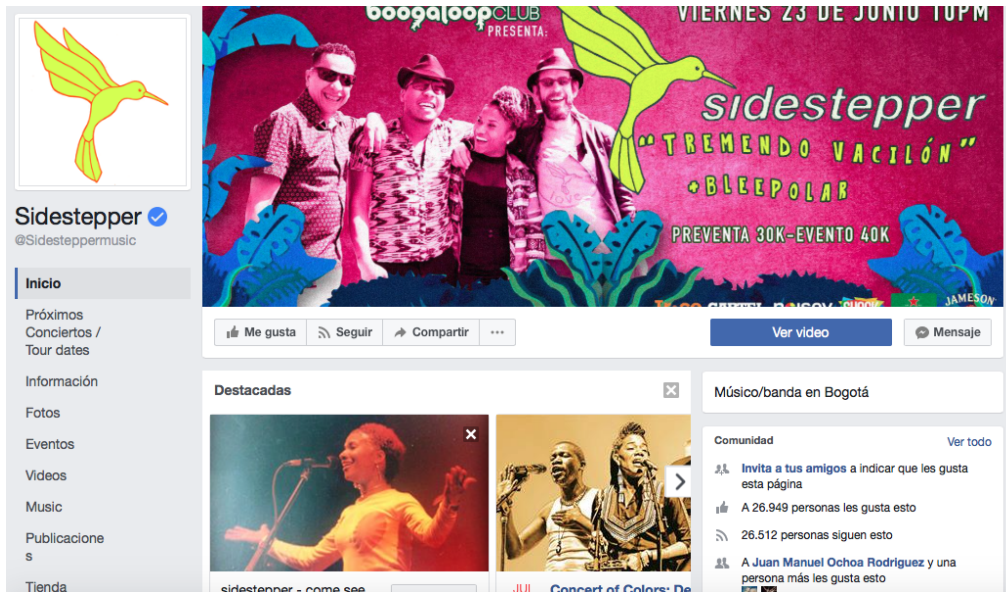 boogaloopCLUB
PRESENTA:
VIERNES 23 DE JUNIO 10PM
sidestepper
"TREMENDO VACILÓN"
+BLEEPOLAR
PREVENTA 30K-EVENTO 40K
JAMESON
Sidestepper
@Sidesteppermusic
Inicio
Próximos
Conciertos /
Tour dates
Información
Fotos
Eventos
Videos
Music
Publicacione
s
Tienda
Me gusta
Seguir
Compartir
...
Ver video
Mensaje
Destacadas
sidestepper - come see
JUL
Concert of Colors: De
Músico/banda en Bogotá
Comunidad
Ver todo
Invita a tus amigos a indicar que les gusta
esta página
A 26.949 personas les gusta esto
26.512 personas siguen esto
A Juan Manuel Ochoa Rodriguez y una
persona más les gusta esto